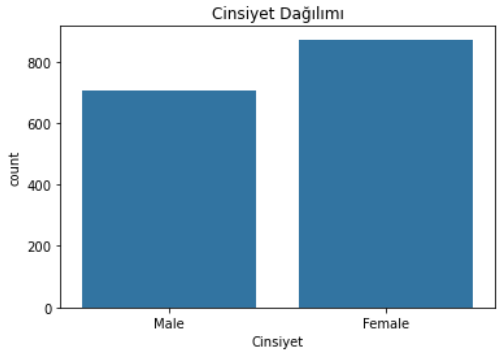 Cinsiyet Dağılımı
800
600
400
200
0
count
Male
Female
Cinsiyet